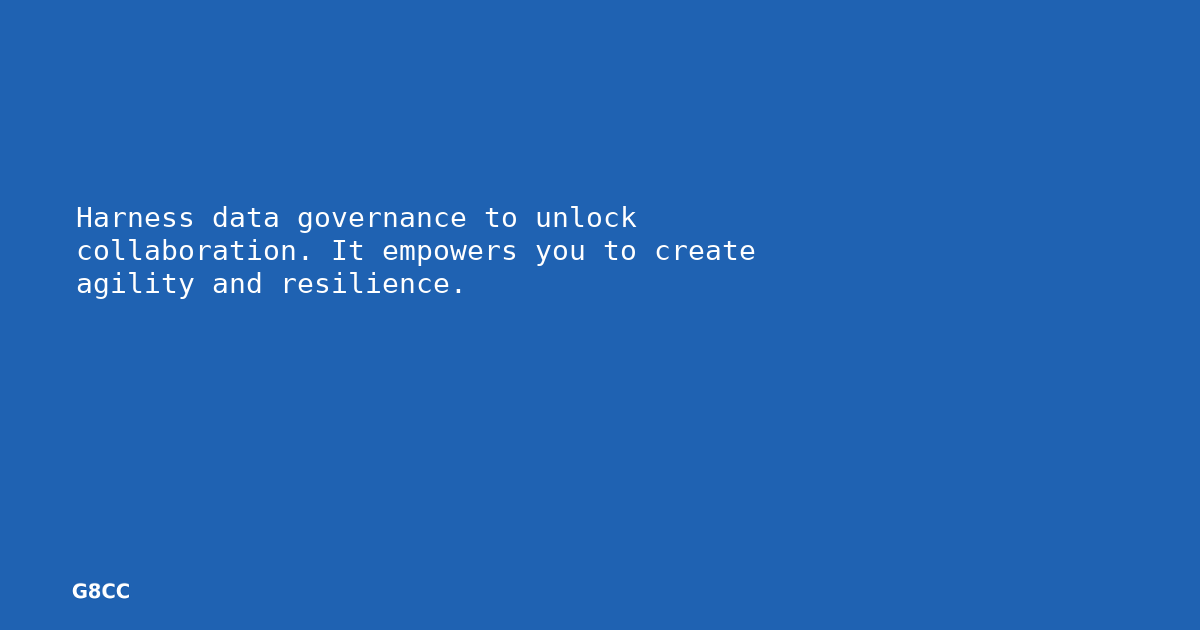 Harness data governance to unlock
collaboration. It empowers you to create
agility and resilience.
G8CC